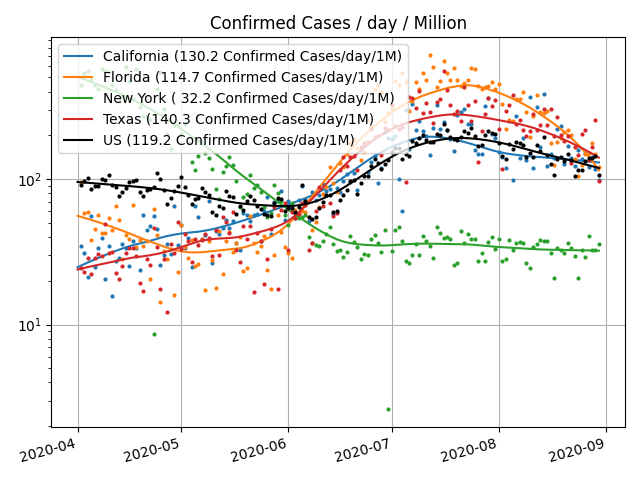 Confirmed Cases / day / Million
California (130.2 Confirmed Cases/day/1M)
Florida (114.7 Confirmed Cases/day/1M)
New York ( 32.2 Confirmed Cases/day/1M)
Texas (140.3 Confirmed Cases/day/1M)
US (119.2 Confirmed Cases/day/1M)
10²
10¹
2020-04 2020-05 2020-06 2020-07 2020-08 2020-09